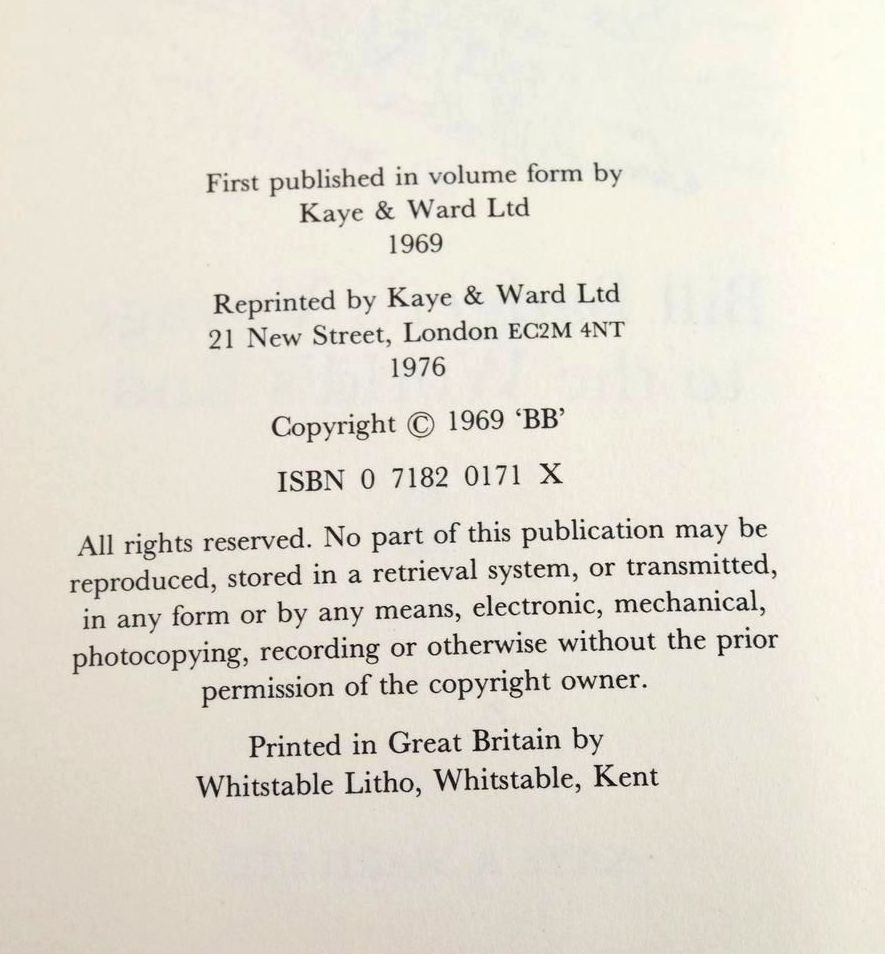 First published in volume form by
Kaye & Ward Ltd
1969
Reprinted by Kaye & Ward Ltd
21 New Street, London EC2M 4NT
1976
Copyright © 1969 ‘BB’
ISBN 0 7182 0171 X
All rights reserved. No part of this publication may be
reproduced, stored in a retrieval system, or transmitted,
in any form or by any means, electronic, mechanical,
photocopying, recording or otherwise without the prior
permission of the copyright owner.
Printed in Great Britain by
Whitstable Litho, Whitstable, Kent